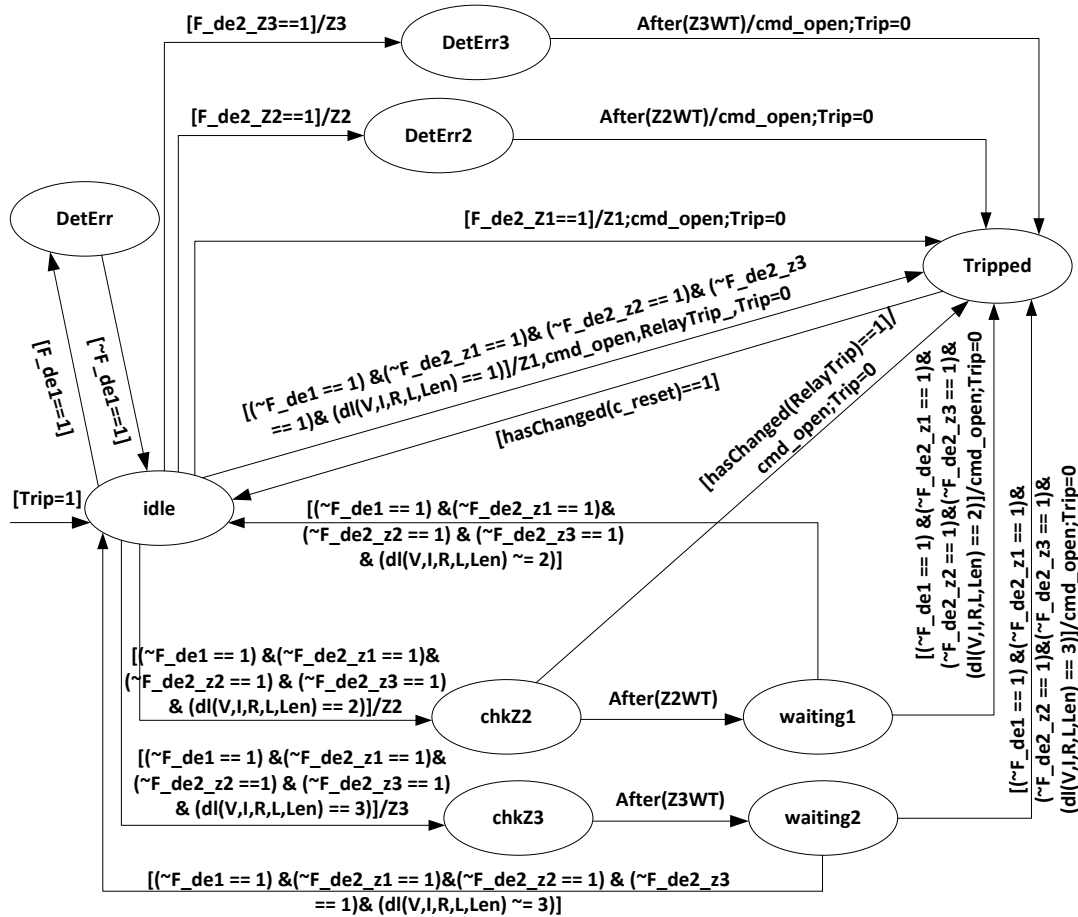 [F_de2_Z3==1]/Z3
DetErr3
After(Z3WT)/cmd_open;Trip=0
[F_de2_Z2==1]/Z2
DetErr2
After(Z2WT)/cmd_open;Trip=0
DetErr
[F_de2_Z1==1]/Z1;cmd_open;Trip=0
Tripped
[F_de1==1]
[~F_de1==1]
[(~F_de1 == 1) &(~F_de2_z1 == 1)& (~F_de2_z2 == 1)& (~F_de2_z3
== 1)& (dl(V,I,R,L,Len) == 1)]/Z1,cmd_open,RelayTrip_,Trip=0
[hasChanged(c_reset)==1]
[hasChanged(RelayTrip)==1]/
cmd_open;Trip=0
[(~F_de1 == 1) &(~F_de2_z1 == 1)&
(~F_de2_z2 == 1)&(~F_de2_z3 == 1)&
(dl(V,I,R,L,Len) == 2)]/cmd_open;Trip=0
[(~F_de1 == 1) &(~F_de2_z1 == 1)&
(~F_de2_z2 == 1)&(~F_de2_z3 == 1)&
(dl(V,I,R,L,Len) == 3)]/cmd_open;Trip=0
[Trip=1]
idle
[(~F_de1 == 1) &(~F_de2_z1 == 1)&
(~F_de2_z2 == 1) & (~F_de2_z3 == 1)
& (dl(V,I,R,L,Len) ~= 2)]
[(~F_de1 == 1) &(~F_de2_z1 == 1)&
(~F_de2_z2 == 1) & (~F_de2_z3 == 1)
& (dl(V,I,R,L,Len) == 2)]/Z2
chkZ2
After(Z2WT)
waiting1
[(~F_de1 == 1) &(~F_de2_z1 == 1)&
(~F_de2_z2 ==1) & (~F_de2_z3 == 1)
& (dl(V,I,R,L,Len) == 3)]/Z3
chkZ3
After(Z3WT)
waiting2
[(~F_de1 == 1) &(~F_de2_z1 == 1)&(~F_de2_z2 == 1) & (~F_de2_z3
== 1)& (dl(V,I,R,L,Len) ~= 3)]